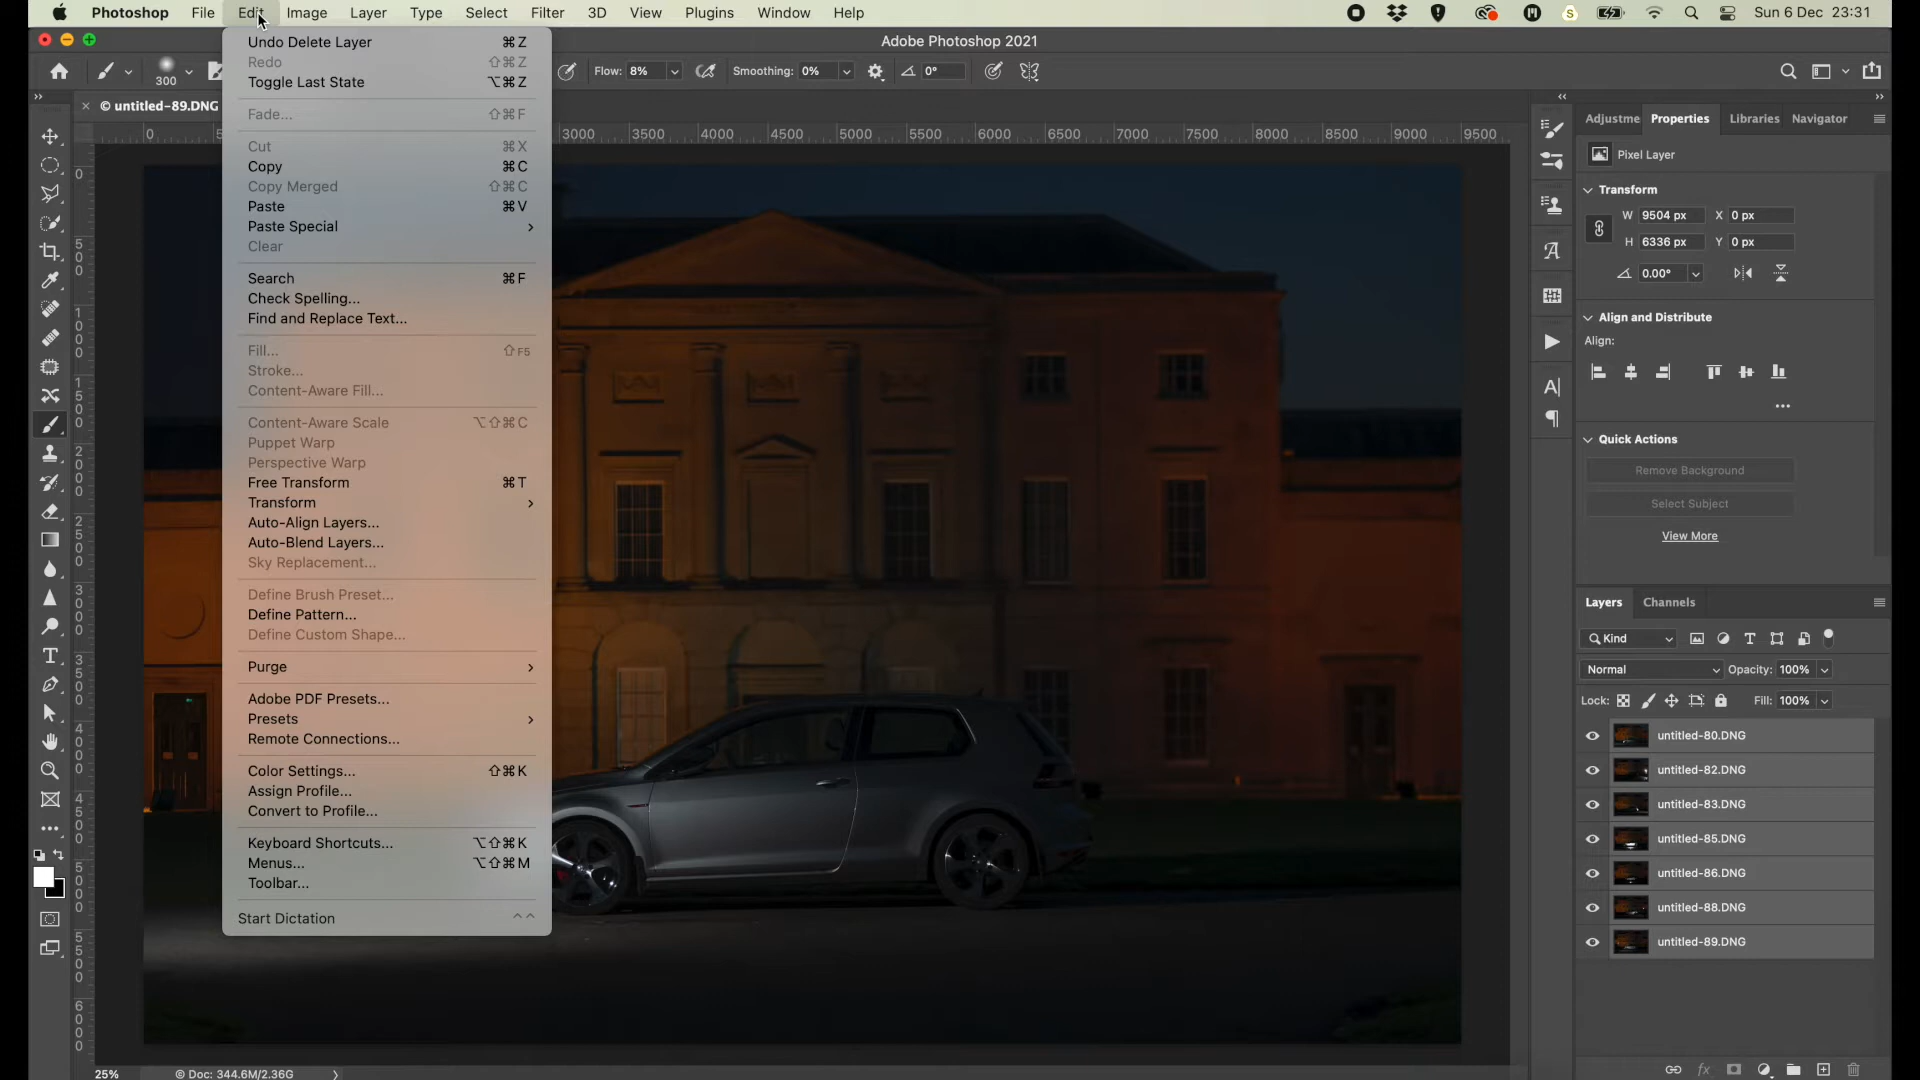 Photoshop File Edit Image Layer Type Select Filter 3D View Plugins Window Help Sun 6 Dec 23:31
Adobe Photoshop 2021
300 Flow: 8% Smoothing: 0% 0°
© untitled-89.DNG
0 3000 3500 4000 4500 5000 5500 6000 6500 7000 7500 8000 8500 9000 9500
Undo Delete Layer ⌘Z
Redo ⇧⌘Z
Toggle Last State ⌥⌘Z
Fade... ⇧⌘F
Cut ⌘X
Copy ⌘C
Copy Merged ⇧⌘C
Paste ⌘V
Paste Special
Clear
Search ⌘F
Check Spelling...
Find and Replace Text...
Fill... ⇧F5
Stroke...
Content-Aware Fill...
Content-Aware Scale ⌥⇧⌘C
Puppet Warp
Perspective Warp
Free Transform ⌘T
Transform
Auto-Align Layers...
Auto-Blend Layers...
Sky Replacement...
Define Brush Preset...
Define Pattern...
Define Custom Shape...
Purge
Adobe PDF Presets...
Presets
Remote Connections...
Color Settings... ⇧⌘K
Assign Profile...
Convert to Profile...
Keyboard Shortcuts... ⌥⇧⌘K
Menus... ⌥⇧⌘M
Toolbar...
Start Dictation
Adjustme Properties Libraries Navigator
Pixel Layer
Transform
W 9504 px X 0 px
H 6336 px Y 0 px
0.00°
Align and Distribute
Align:
Quick Actions
Remove Background
Select Subject
View More
Layers Channels
Kind
Normal Opacity: 100%
Lock: Fill: 100%
untitled-80.DNG
untitled-82.DNG
untitled-83.DNG
untitled-85.DNG
untitled-86.DNG
untitled-88.DNG
untitled-89.DNG
fx
25% © Doc: 344.6M/2.36G